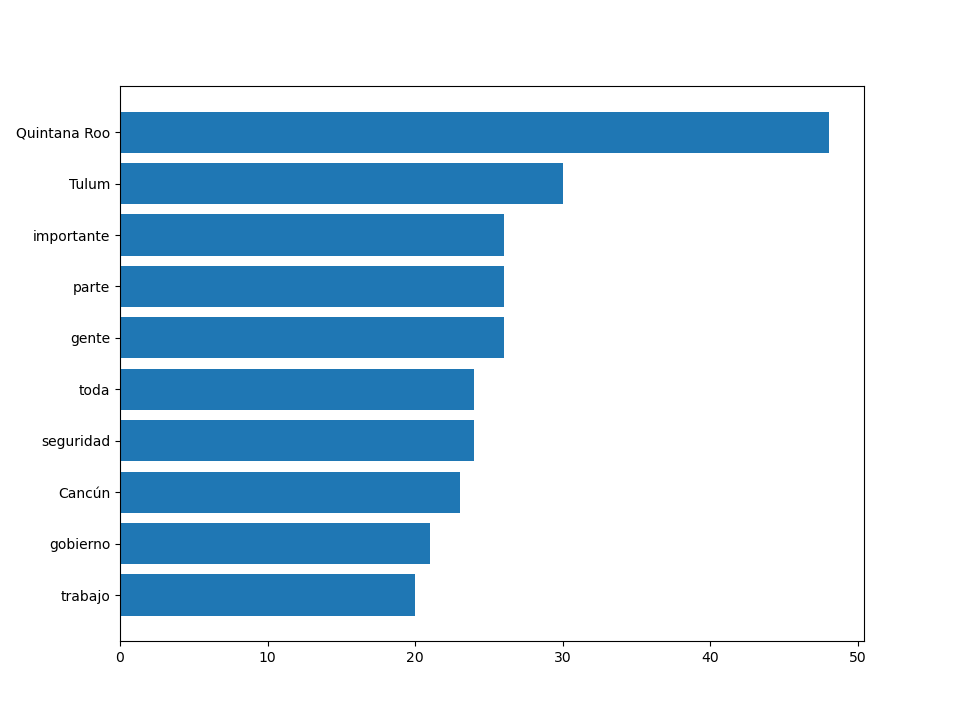 Quintana Roo
Tulum
importante
parte
gente
toda
seguridad
Cancún
gobierno
trabajo
0 10 20 30 40 50